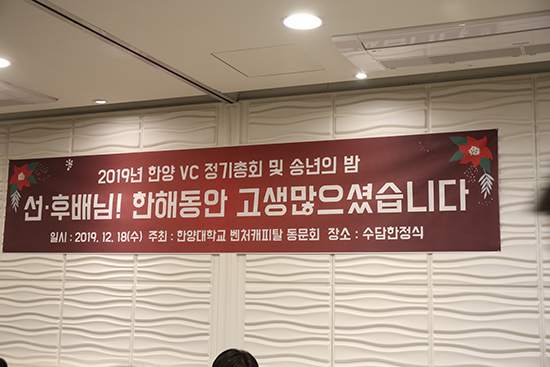 2019년 한양 VC 정기총회 및 송년의 밤
선·후배님! 한해동안 고생많으셨습니다
일시 : 2019. 12. 18(수) 주최 : 한양대학교 벤처캐피탈 동문회 장소 : 수담한정식